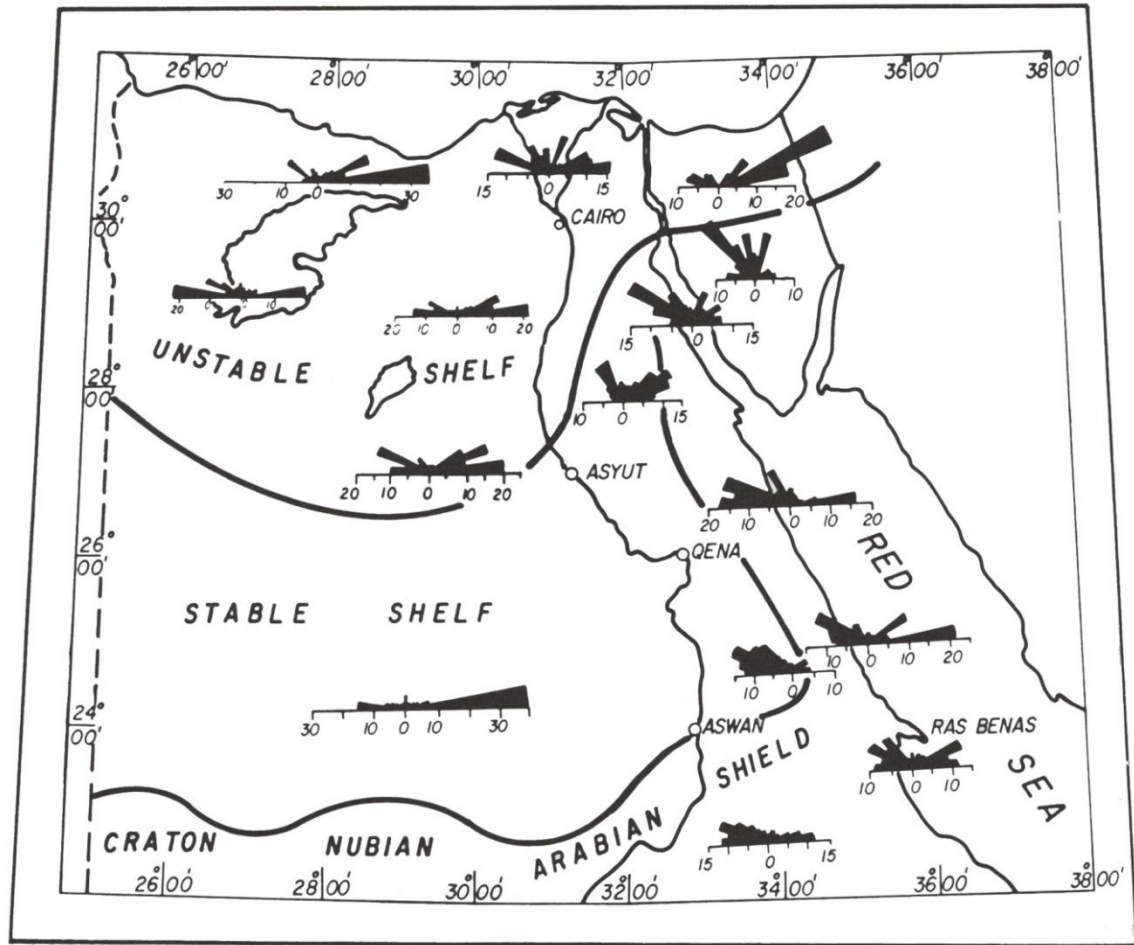 26°00' 28°00' 30°00' 32°00' 34°00' 36°00' 38°00'
30 10 0 30
15 0 15
10 0 10 20
30°00'
CAIRO
10 0 10
20 0 0 10
20 10 0 10 20
15 0 15
UNSTABLE SHELF
28°00'
10 0 15
20 10 0 10 20
ASYUT
20 10 0 10 20
QENA
RED
26°00'
STABLE SHELF
10 0 10 20
10 0 10
30 10 0 10 30
24°00'
ASWAN
RAS BENAS
SHIELD
SEA
10 0 10
CRATON NUBIAN ARABIAN
15 0 15
26°00' 28°00' 30°00' 32°00' 34°00' 36°00' 38°00'